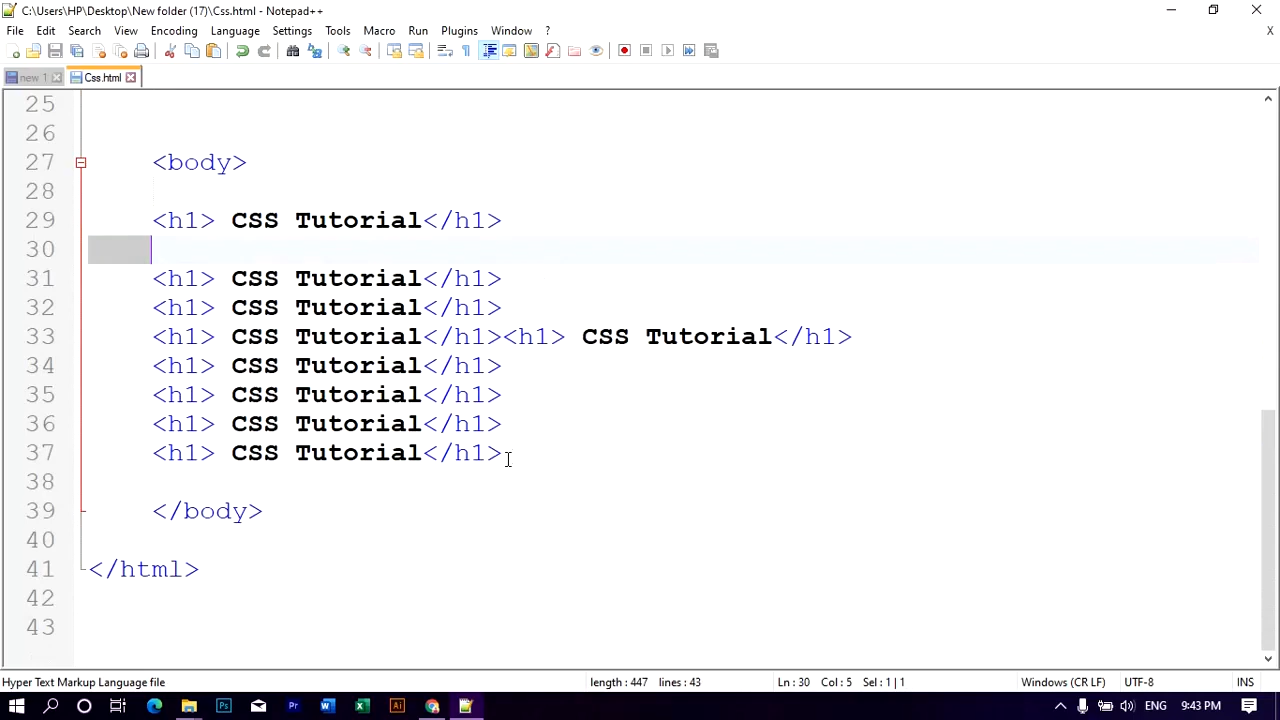 C:\Users\HP\Desktop\New folder (17)\Css.html - Notepad++
File Edit Search View Encoding Language Settings Tools Macro Run Plugins Window ? X
new 1 Css.html
25
26
27 <body>
28
29 <h1> CSS Tutorial</h1>
30
31 <h1> CSS Tutorial</h1>
32 <h1> CSS Tutorial</h1>
33 <h1> CSS Tutorial</h1><h1> CSS Tutorial</h1>
34 <h1> CSS Tutorial</h1>
35 <h1> CSS Tutorial</h1>
36 <h1> CSS Tutorial</h1>
37 <h1> CSS Tutorial</h1>
38
39 </body>
40
41 </html>
42
43
Hyper Text Markup Language file length : 447 lines : 43 Ln : 30 Col : 5 Sel : 1 | 1 Windows (CR LF) UTF-8 INS
Ps Pr Ai ENG 9:43 PM